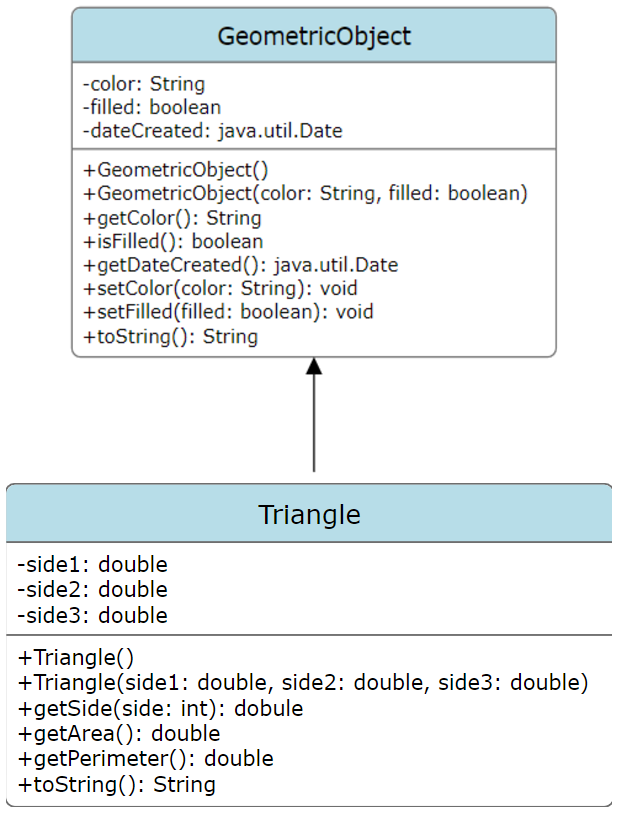 GeometricObject
-color: String
-filled: boolean
-dateCreated: java.util.Date
+GeometricObject()
+GeometricObject(color: String, filled: boolean)
+getColor(): String
+isFilled(): boolean
+getDateCreated(): java.util.Date
+setColor(color: String): void
+setFilled(filled: boolean): void
+toString(): String
Triangle
-side1: double
-side2: double
-side3: double
+Triangle()
+Triangle(side1: double, side2: double, side3: double)
+getSide(side: int): dobule
+getArea(): double
+getPerimeter(): double
+toString(): String